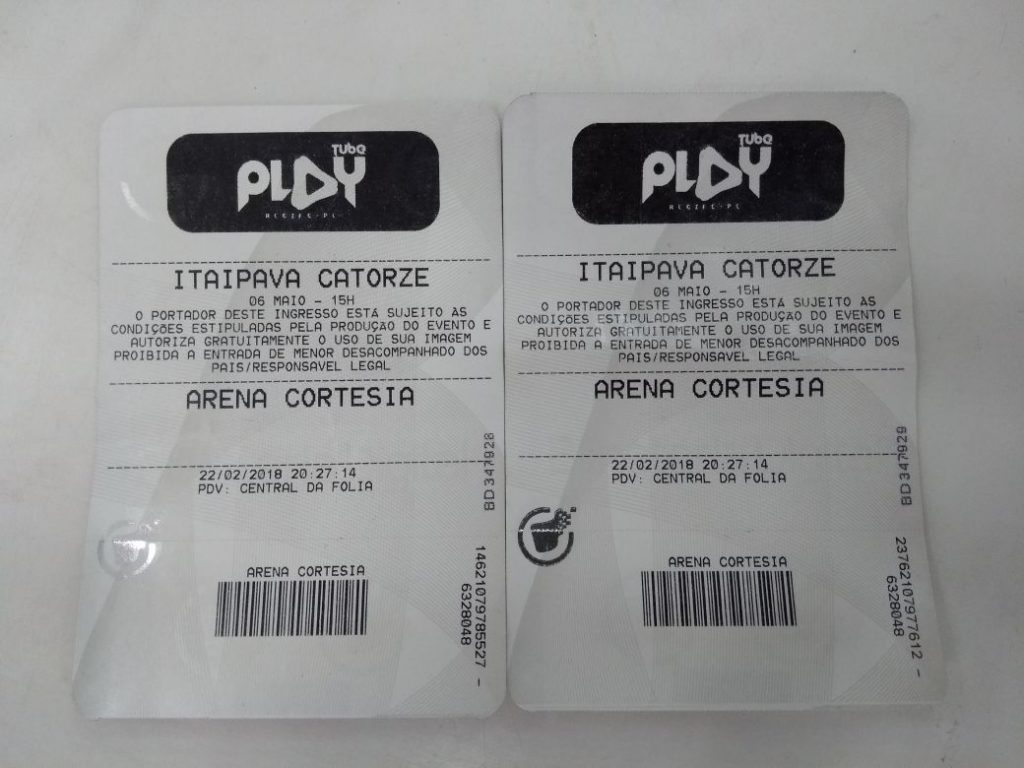 TUbe
PLAY
RECIFE-PE
ITAIPAVA CATORZE
06 MAIO - 15H
O PORTADOR DESTE INGRESSO ESTÁ SUJEITO AS
CONDIÇÕES ESTIPULADAS PELA PRODUÇÃO DO EVENTO E
AUTORIZA GRATUITAMENTE O USO DE SUA IMAGEM
PROIBIDA A ENTRADA DE MENOR DESACOMPANHADO DOS
PAIS/RESPONSAVEL LEGAL
ARENA CORTESIA
22/02/2018 20:27:14
PDV: CENTRAL DA FOLIA
ARENA CORTESIA
BD347928
14621079785527 -
6328048
TUbe
PLAY
RECIFE-PE
ITAIPAVA CATORZE
06 MAIO - 15H
O PORTADOR DESTE INGRESSO ESTÁ SUJEITO AS
CONDIÇÕES ESTIPULADAS PELA PRODUÇÃO DO EVENTO E
AUTORIZA GRATUITAMENTE O USO DE SUA IMAGEM
PROIBIDA A ENTRADA DE MENOR DESACOMPANHADO DOS
PAIS/RESPONSAVEL LEGAL
ARENA CORTESIA
22/02/2018 20:27:14
PDV: CENTRAL DA FOLIA
ARENA CORTESIA
BD347929
23762107977612 -
6328048